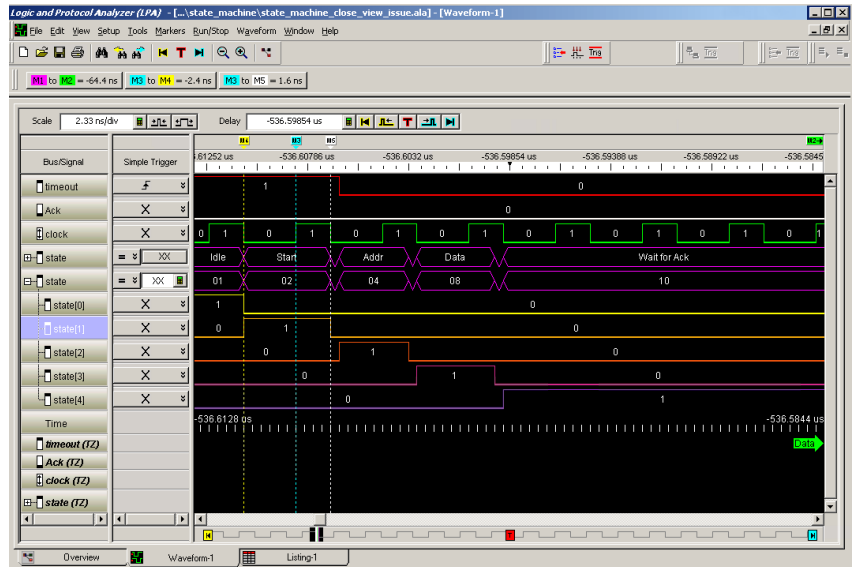 Logic and Protocol Analyzer (LPA) - [...\state_machine\state_machine_close_view_issue.ala] - [Waveform-1]
File Edit View Setup Tools Markers Run/Stop Waveform Window Help
M1 to M2 = -64.4 ns M3 to M4 = -2.4 ns M3 to M5 = 1.6 ns
Scale 2.33 ns/div Delay -536.59854 us
M4 M3 M5 M2
Bus/Signal Simple Trigger .61252 us -536.60786 us -536.6032 us -536.59854 us -536.59388 us -536.58922 us -536.5845
timeout 1 0
Ack X 0
clock X 0 1 0 1 0 1 0 1 0 1 0 1 0 1
state = XX Idle Start Addr Data Wait for Ack
state = XX 01 02 04 08 10
state[0] X 1 0
state[1] X 0 1 0
state[2] X 0 1 0
state[3] X 0 1 0
state[4] X 0 1
Time -536.6128 us -536.5844 us
timeout (TZ) Data
Ack (TZ)
clock (TZ)
state (TZ)
Overview Waveform-1 Listing-1